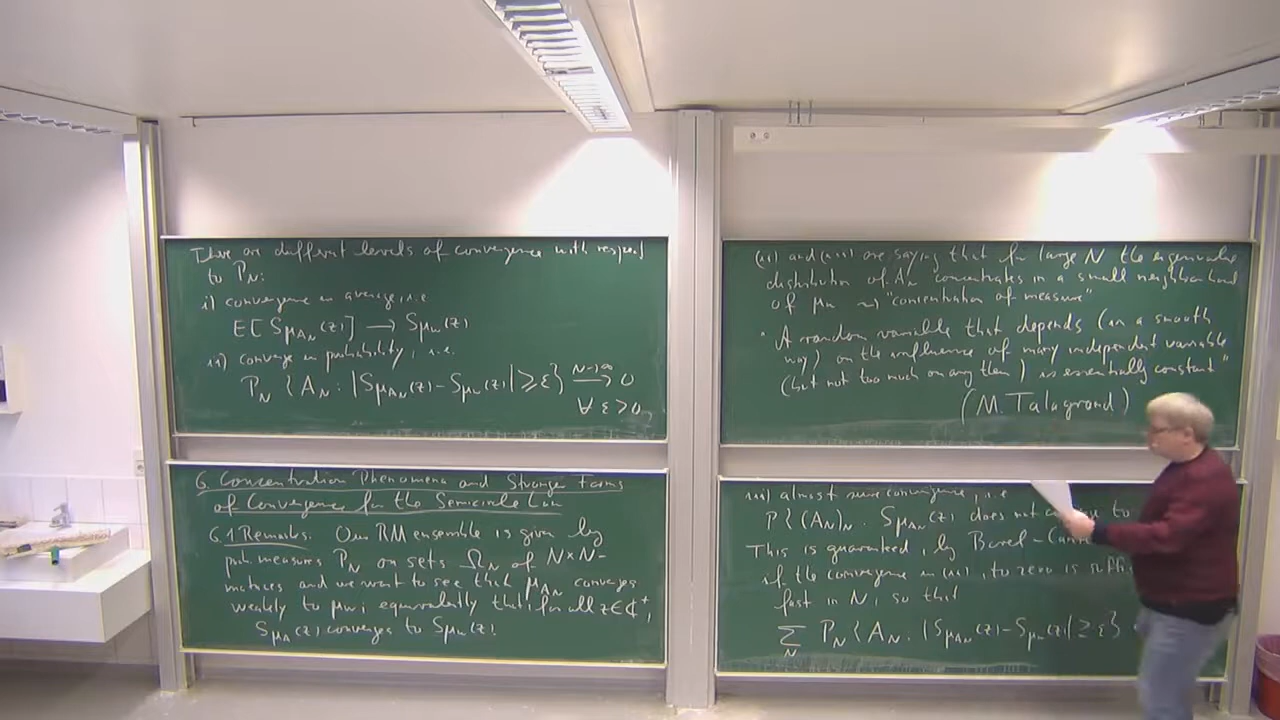 6. Concentration Phenomena and Stronger Forms
of Convergence for the Semicircle Law
6.1 Remarks: Our RM ensemble is given by
prob. measures P_N on sets Ω_N of N×N-
matrices and we want to see that μ_{A_N} converges
weakly to μ_W; equivalently that, for all z∈ℂ⁺,
S_{μ_A}(z) converges to S_{μ_W}(z).
There are different levels of convergence with respect
to P_N:
i) convergence in average, i.e
E[S_{μ_{A_N}}(z)] → S_{μ_W}(z)
ii) converge in probability, i.e.
P_N {A_N : |S_{μ_{A_N}}(z) - S_{μ_W}(z)| ≥ ε} →^{N→∞} 0
∀ ε>0
iii) almost sure convergence, i.e
P{(A_N)_N : S_{μ_{A_N}}(z) does not to
This is guaranteed, by Borel-
if the convergence in (ii), to zero is
fast in N, so that
∑_N P_N {A_N : |S_{μ_{A_N}}(z) - S_{μ_W}(z)| ≥ ε}
(ii) and (iii) are saying that for large N the eigenvalue
distribution of A_N concentrates in a small neighborhood
of μ_W ⇝ "concentration of measure"
"A random variable that depends (in a smooth
way) on the influence of many independent variable
(but not too much on any then) is essentially constant"
(M. Talagrand)